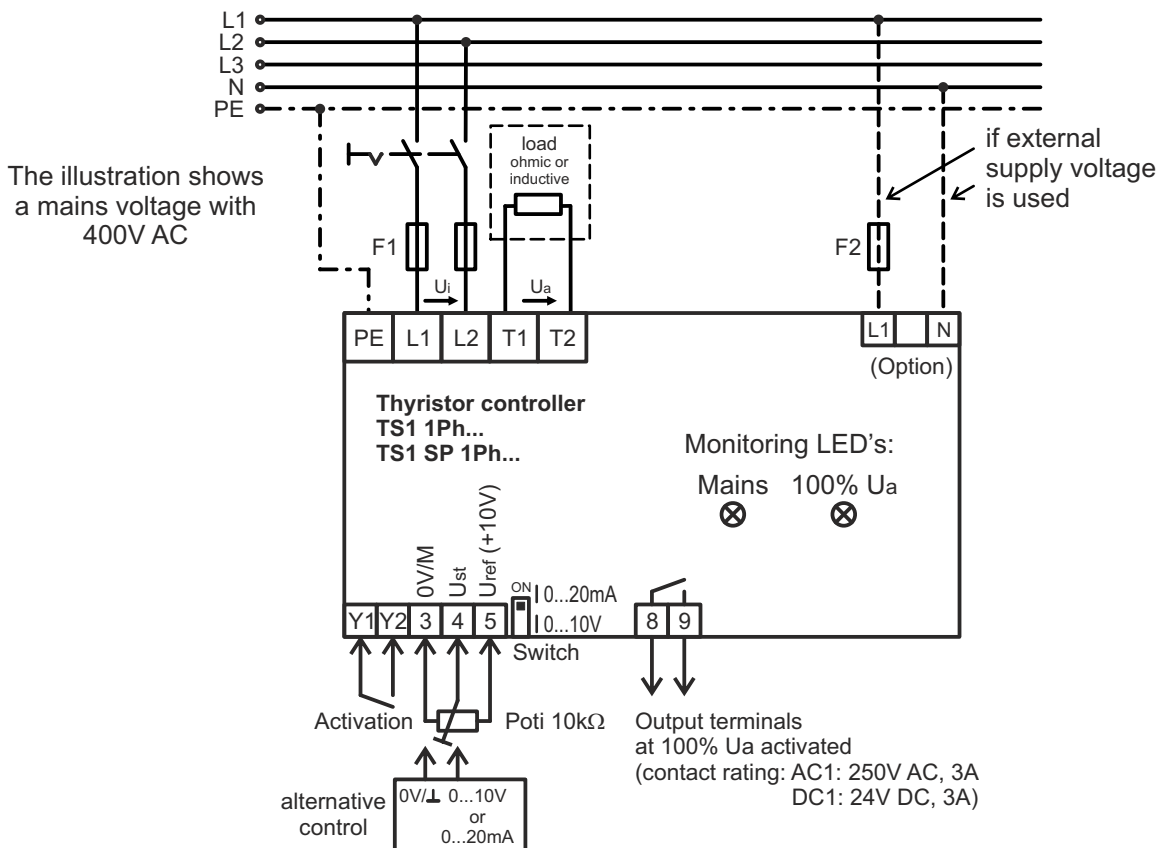 L1
L2
L3
N
PE
The illustration shows
a mains voltage with
400V AC
load
ohmic or
inductive
if external
supply voltage
is used
F1
F2
Ui
Ua
PE L1 L2 T1 T2
L1 N
(Option)
Thyristor controller
TS1 1Ph...
TS1 SP 1Ph...
Monitoring LED's:
Mains 100% Ua
0V/M
Ust
Uref (+10V)
ON
0...20mA
0...10V
Y1 Y2 3 4 5
Switch
8 9
Activation
Poti 10kΩ
Output terminals
at 100% Ua activated
(contact rating: AC1: 250V AC, 3A
DC1: 24V DC, 3A)
alternative
control
0V/⊥ 0...10V
or
0...20mA